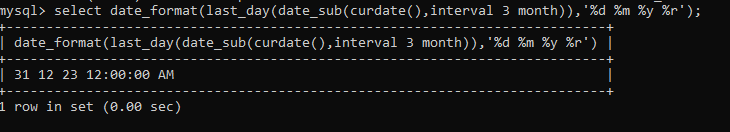 mysql> select date_format(last_day(date_sub(curdate(),interval 3 month)),'%d %m %y %r');
+---------------------------------------------------------------------------+
| date_format(last_day(date_sub(curdate(),interval 3 month)),'%d %m %y %r') |
+---------------------------------------------------------------------------+
| 31 12 23 12:00:00 AM                                                      |
+---------------------------------------------------------------------------+
1 row in set (0.00 sec)